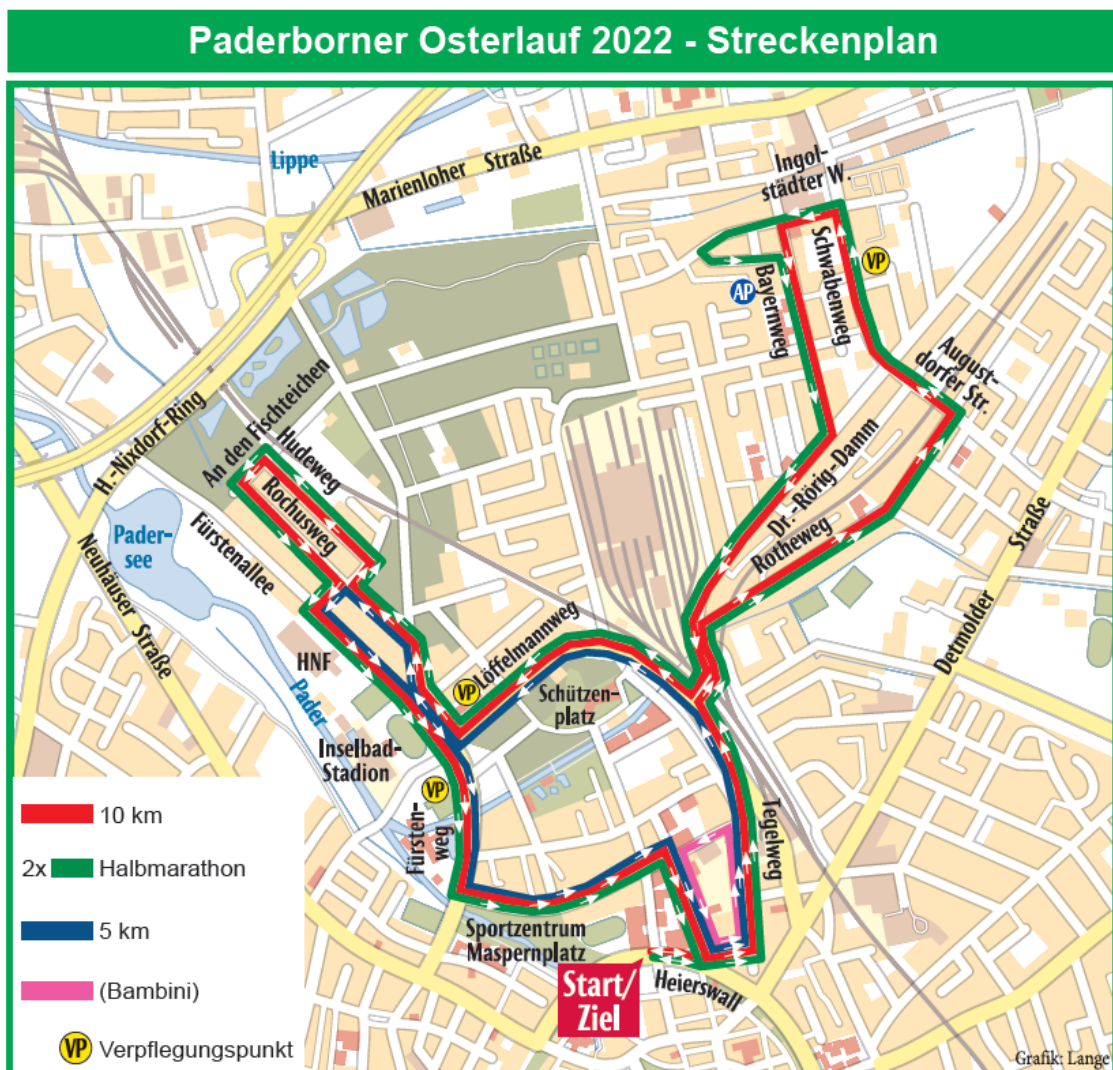 Paderborner Osterlauf 2022 - Streckenplan
Lippe
Marienloher Straße
Ingol-
städter W.
Schwabenweg
VP
AP
Bayernweg
August-
dorfer Str.
An den Fischteichen
Hudeweg
H.-Nixdorf-Ring
Rochusweg
Dr.-Rörig-Damm
Rotheweg
Pader-
see
Fürstenallee
Neuhäuser Straße
Detmolder Straße
HNF
Pader
VP
Löffelmannweg
Schützen-
platz
Inselbad-
Stadion
VP
Fürsten-
weg
Tegelweg
10 km
2x Halbmarathon
5 km
(Bambini)
VP Verpflegungspunkt
Sportzentrum
Maspernplatz
Start/
Ziel
Heierswall
Grafik: Lange